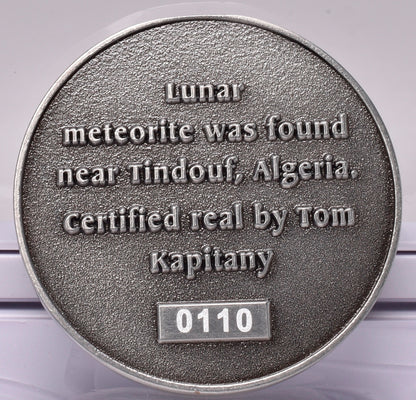 Lunar
meteorite was found
near Tindouf, Algeria.
Certified real by Tom
Kapitany
0110